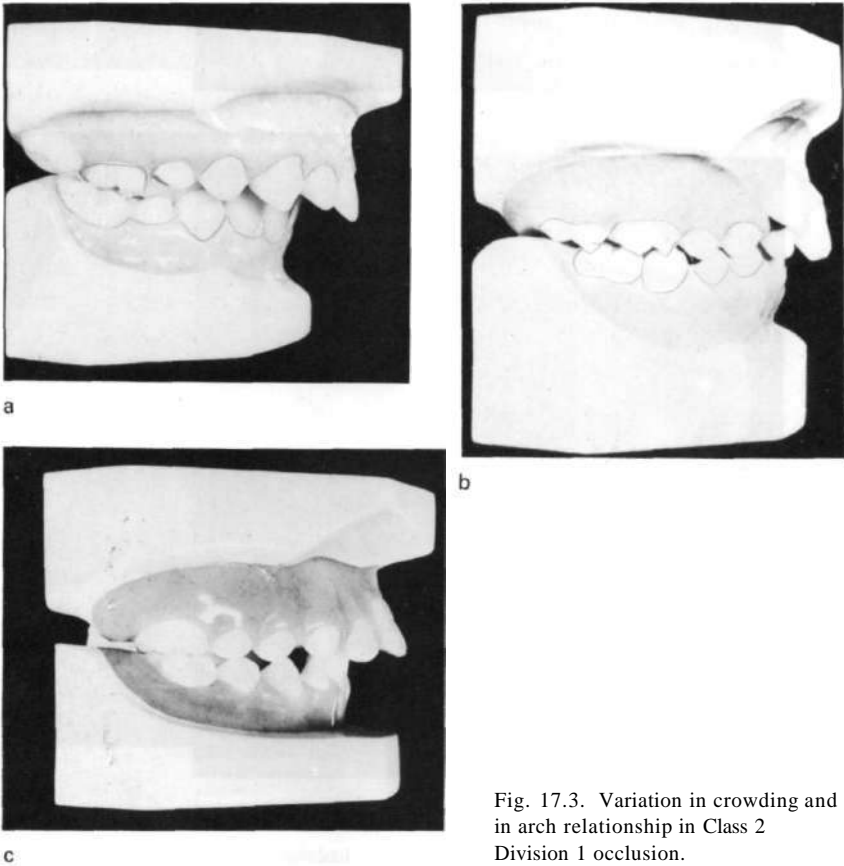 a
b
c
Fig. 17.3. Variation in crowding and
in arch relationship in Class 2
Division 1 occlusion.